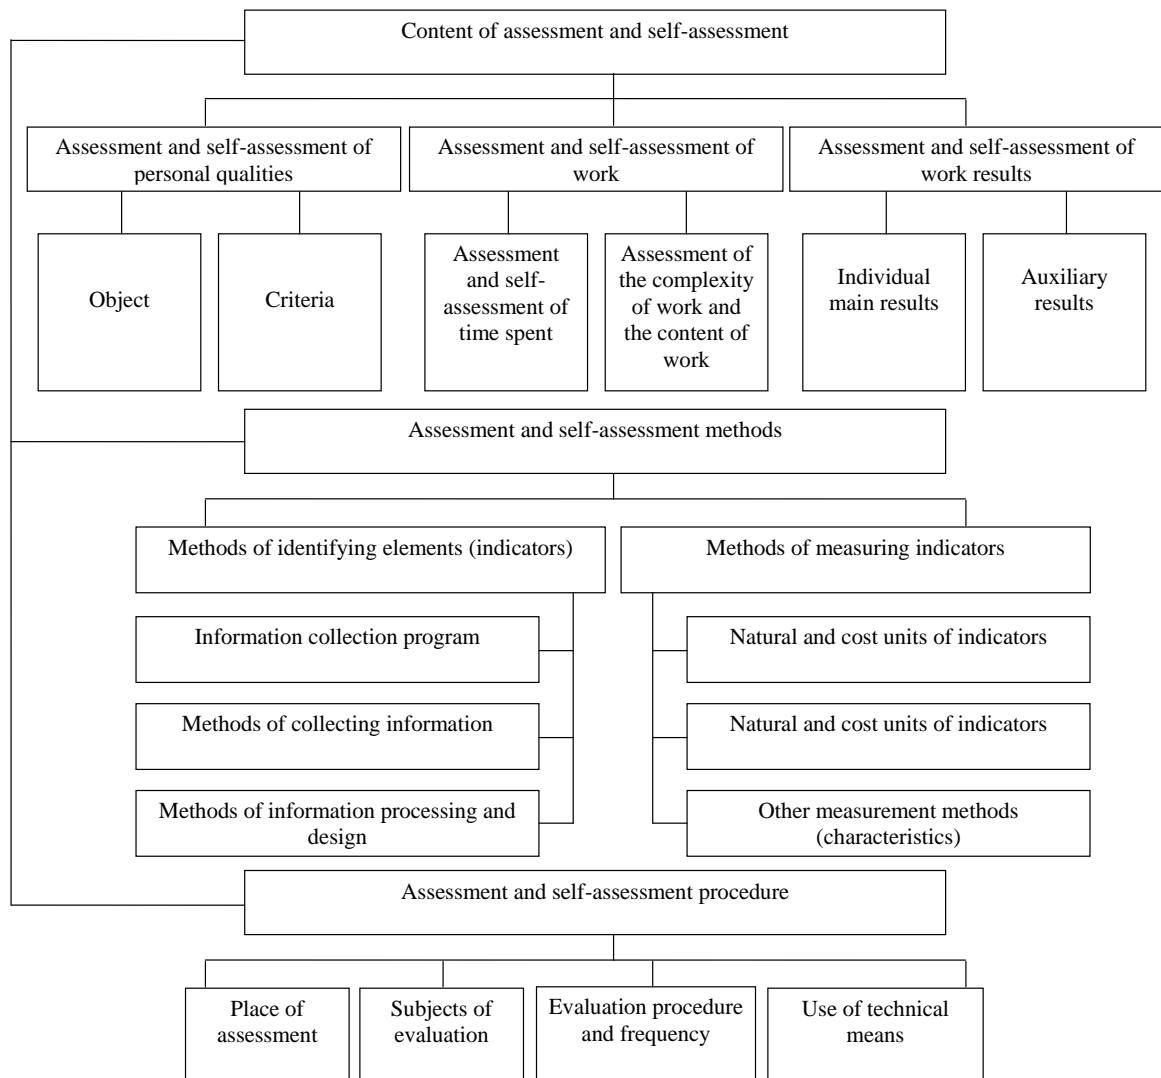 Content of assessment and self-assessment
Assessment and self-assessment of
personal qualities
Assessment and self-assessment of
work
Assessment and self-assessment of
work results
Object
Criteria
Assessment
and self-
assessment of
time spent
Assessment of
the complexity
of work and
the content of
work
Individual
main results
Auxiliary
results
Assessment and self-assessment methods
Methods of identifying elements (indicators)
Methods of measuring indicators
Information collection program
Natural and cost units of indicators
Methods of collecting information
Natural and cost units of indicators
Methods of information processing and
design
Other measurement methods
(characteristics)
Assessment and self-assessment procedure
Place of
assessment
Subjects of
evaluation
Evaluation procedure
and frequency
Use of technical
means